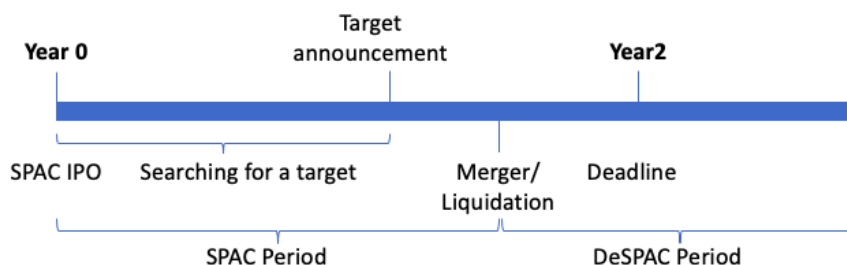 Target
announcement
Year 0
Year2
SPAC IPO
Searching for a target
Merger/
Liquidation
Deadline
SPAC Period
DeSPAC Period